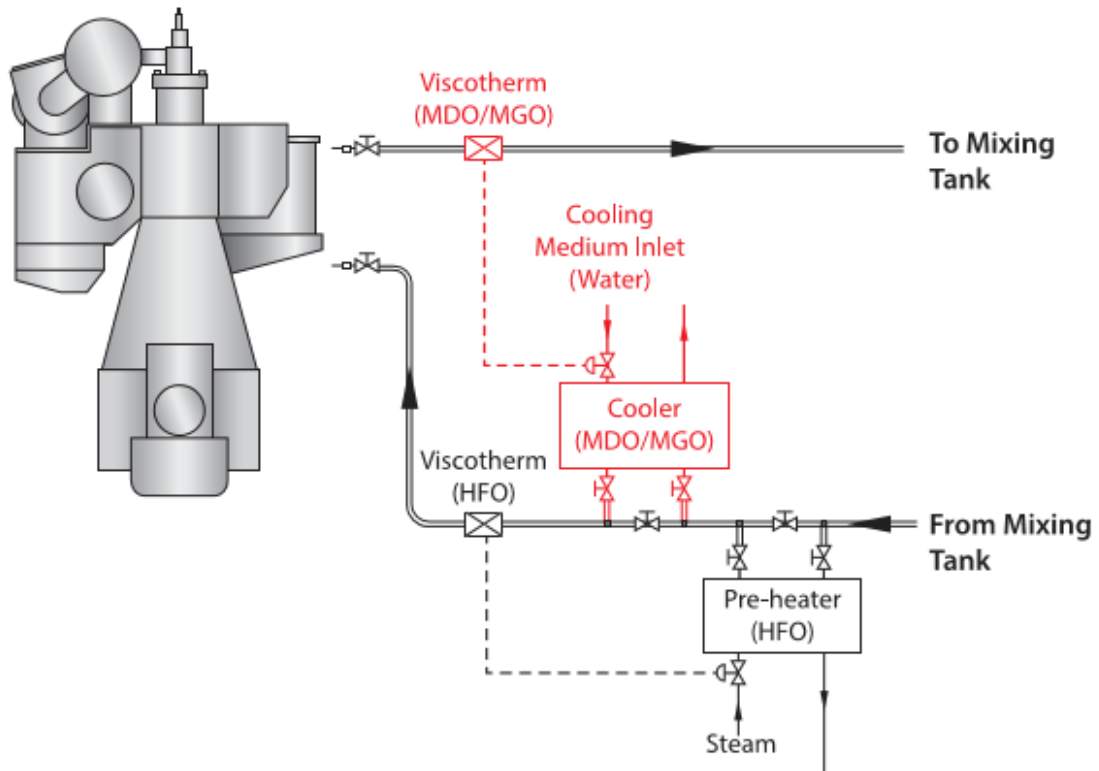 Viscotherm
(MDO/MGO)
To Mixing
Tank
Cooling
Medium Inlet
(Water)
Cooler
(MDO/MGO)
Viscotherm
(HFO)
From Mixing
Tank
Pre-heater
(HFO)
Steam